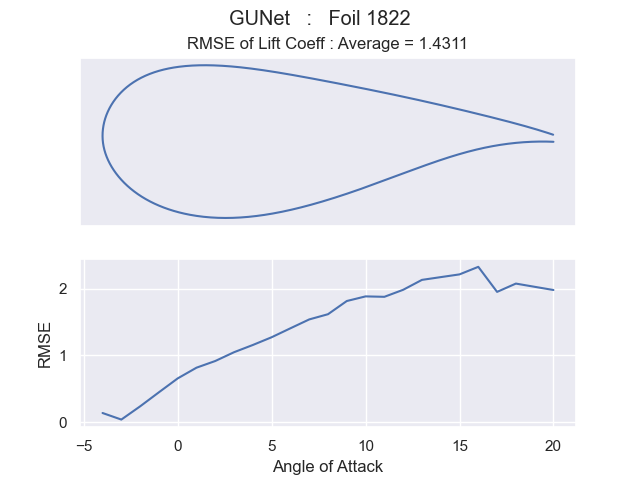 GUNet   :   Foil 1822
RMSE of Lift Coeff : Average = 1.4311
RMSE
2
1
0
−5 0 5 10 15 20
Angle of Attack